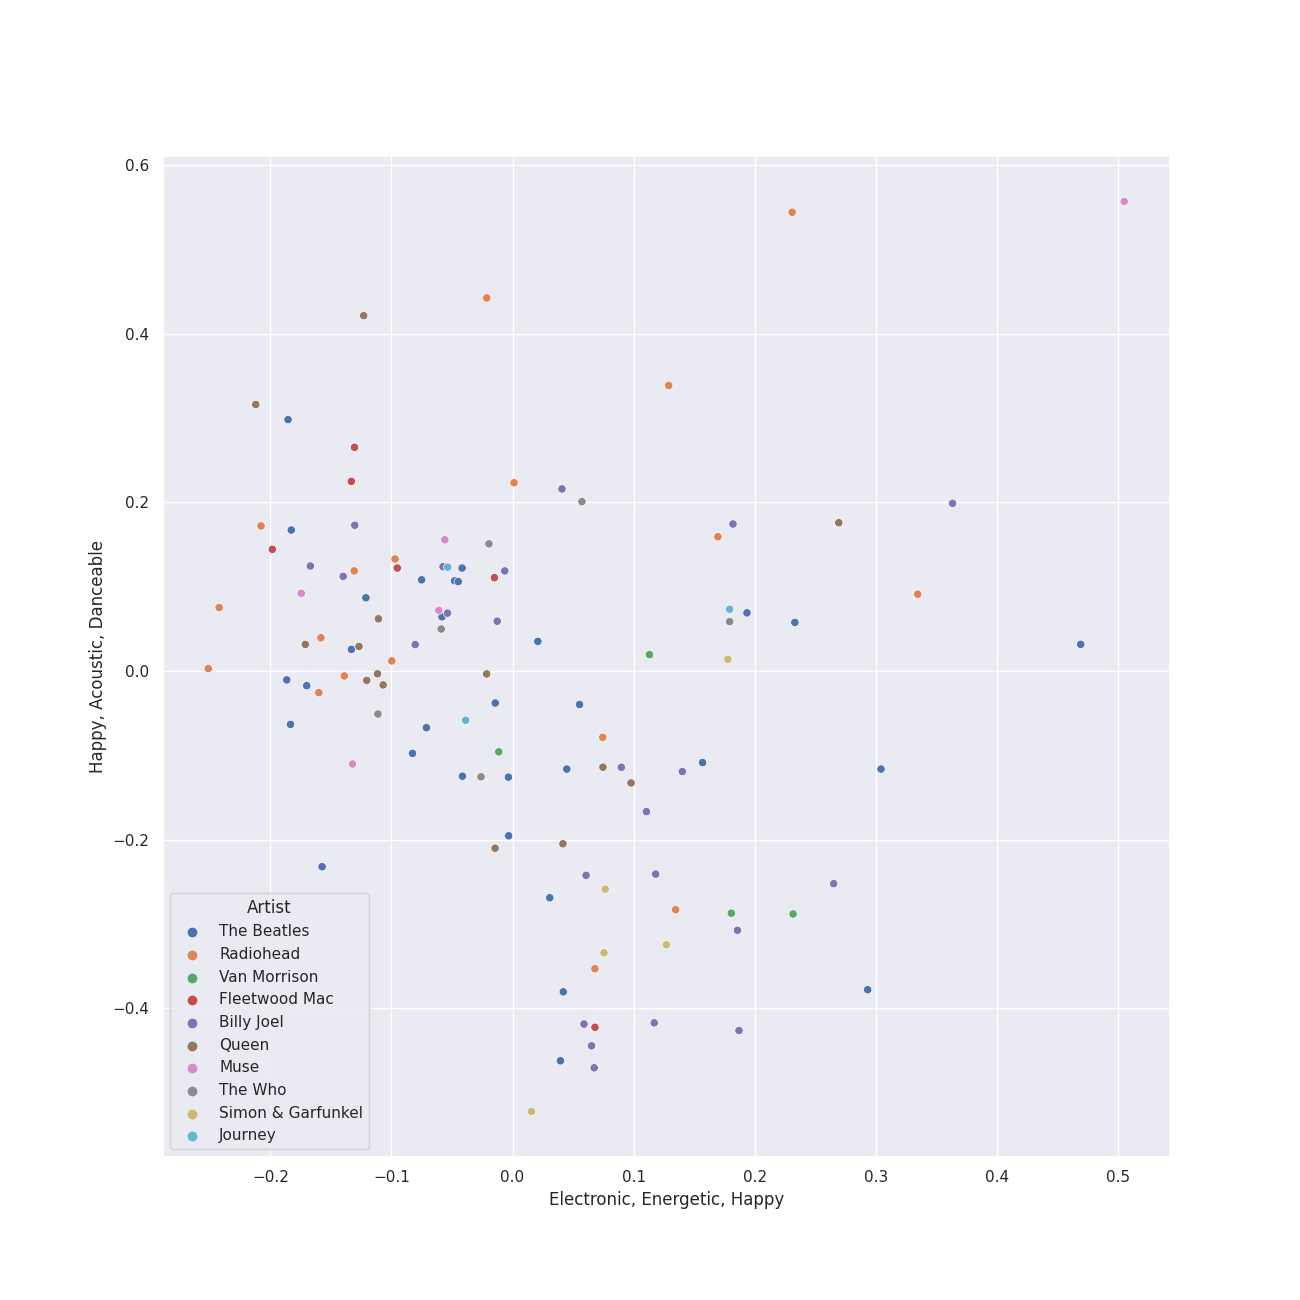 0.6
0.4
0.2
0.0
−0.2
−0.4
Happy, Acoustic, Danceable
Artist
The Beatles
Radiohead
Van Morrison
Fleetwood Mac
Billy Joel
Queen
Muse
The Who
Simon & Garfunkel
Journey
−0.2 −0.1 0.0 0.1 0.2 0.3 0.4 0.5
Electronic, Energetic, Happy